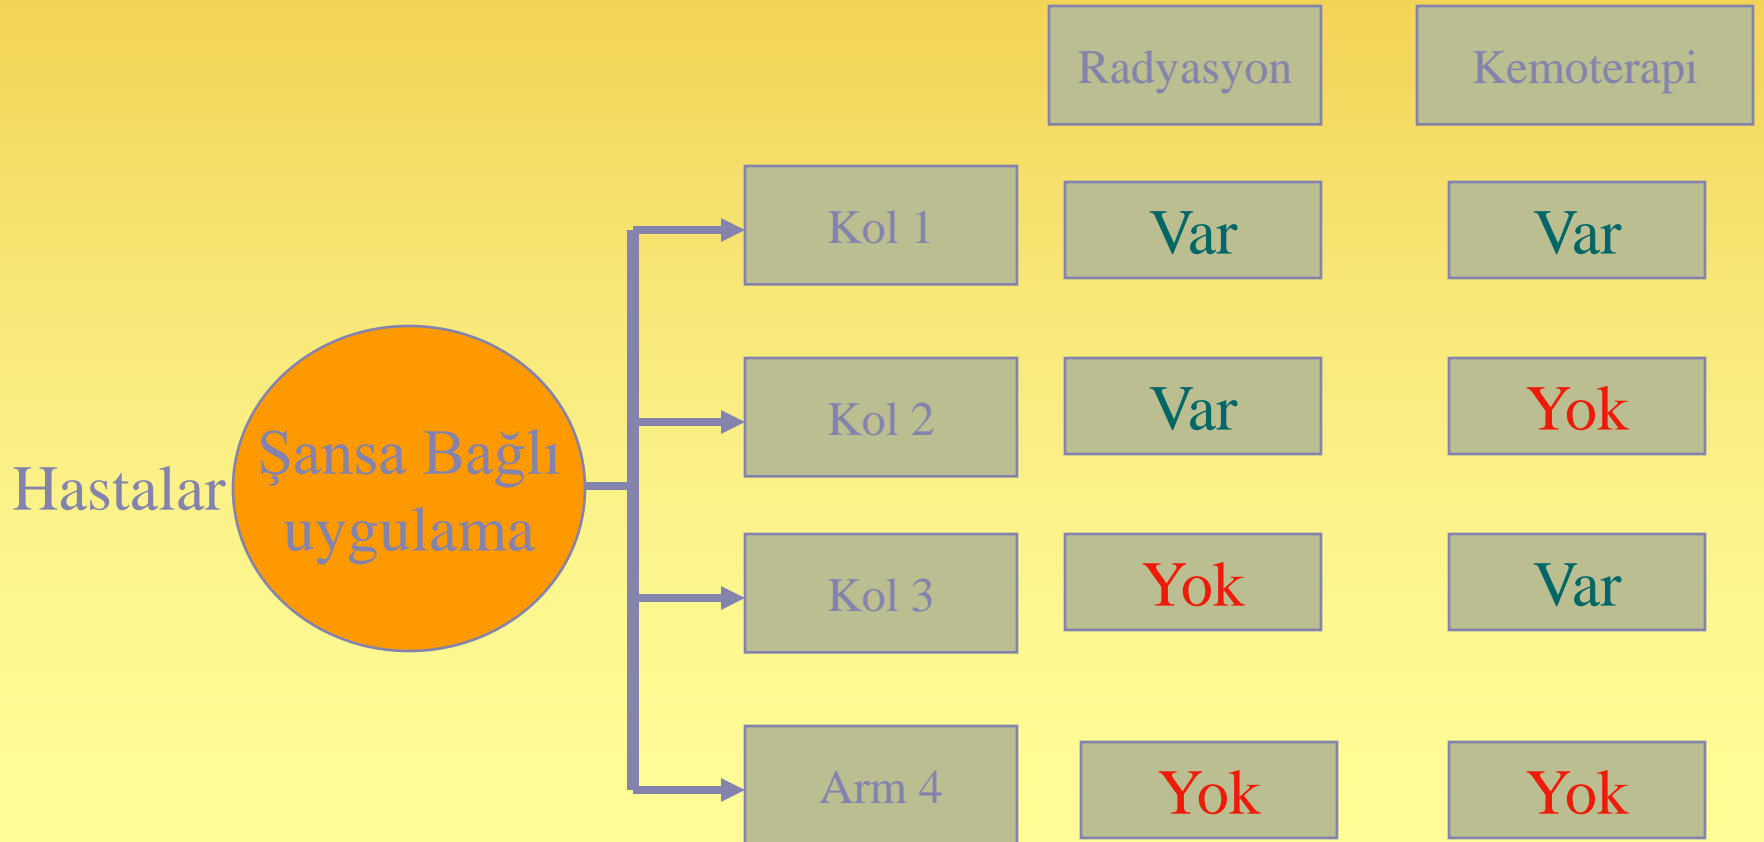 Radyasyon
Kemoterapi
Kol 1
Var
Var
Kol 2
Var
Yok
Hastalar
Şansa Bağlı
uygulama
Kol 3
Yok
Var
Arm 4
Yok
Yok